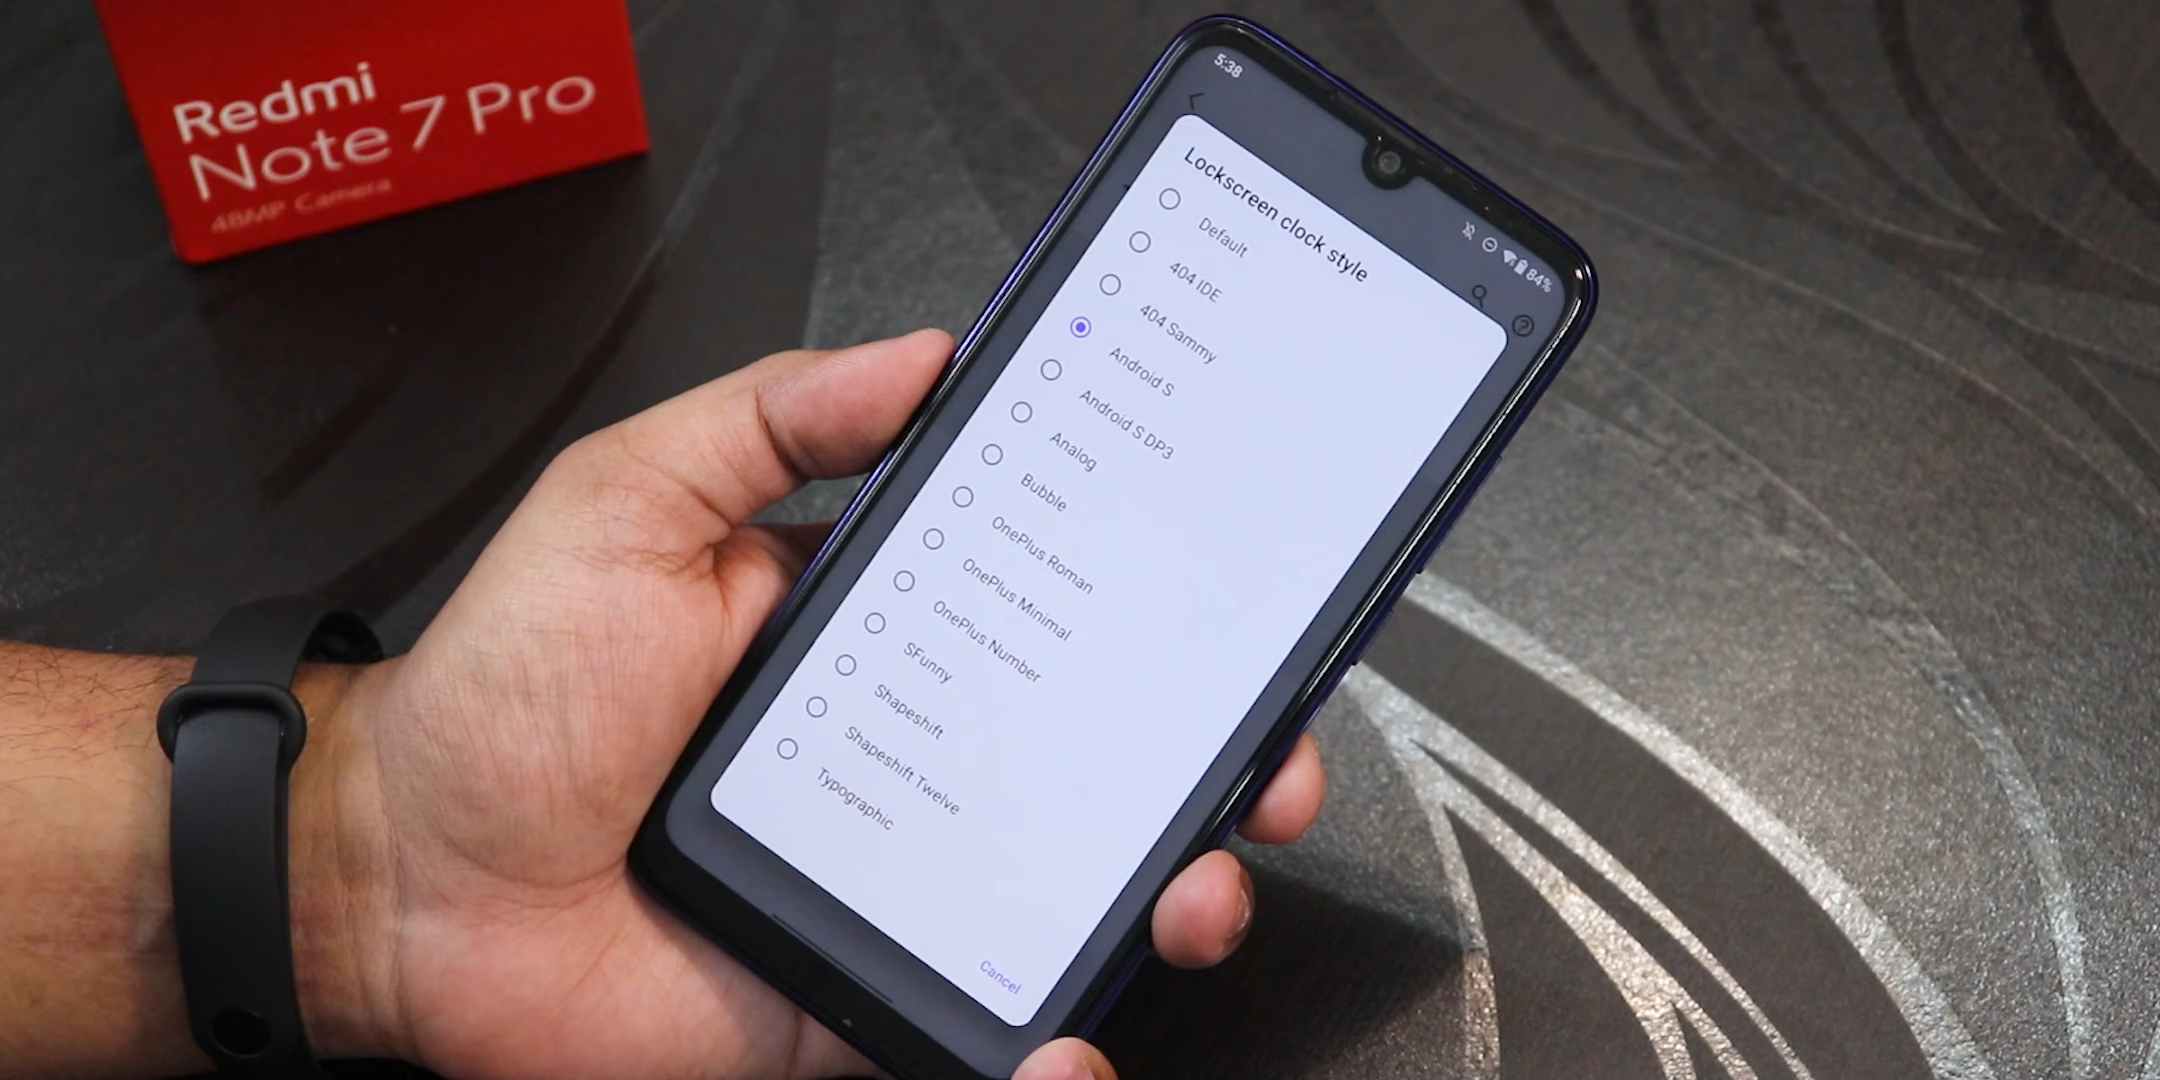 Redmi
Note 7 Pro
48MP Camera
5:38
84%
Lockscreen clock style
Default
404 IDE
404 Sammy
Android S
Android S DP3
Analog
Bubble
OnePlus Roman
OnePlus Minimal
OnePlus Number
SFunny
Shapeshift
Shapeshift Twelve
Typographic
Cancel